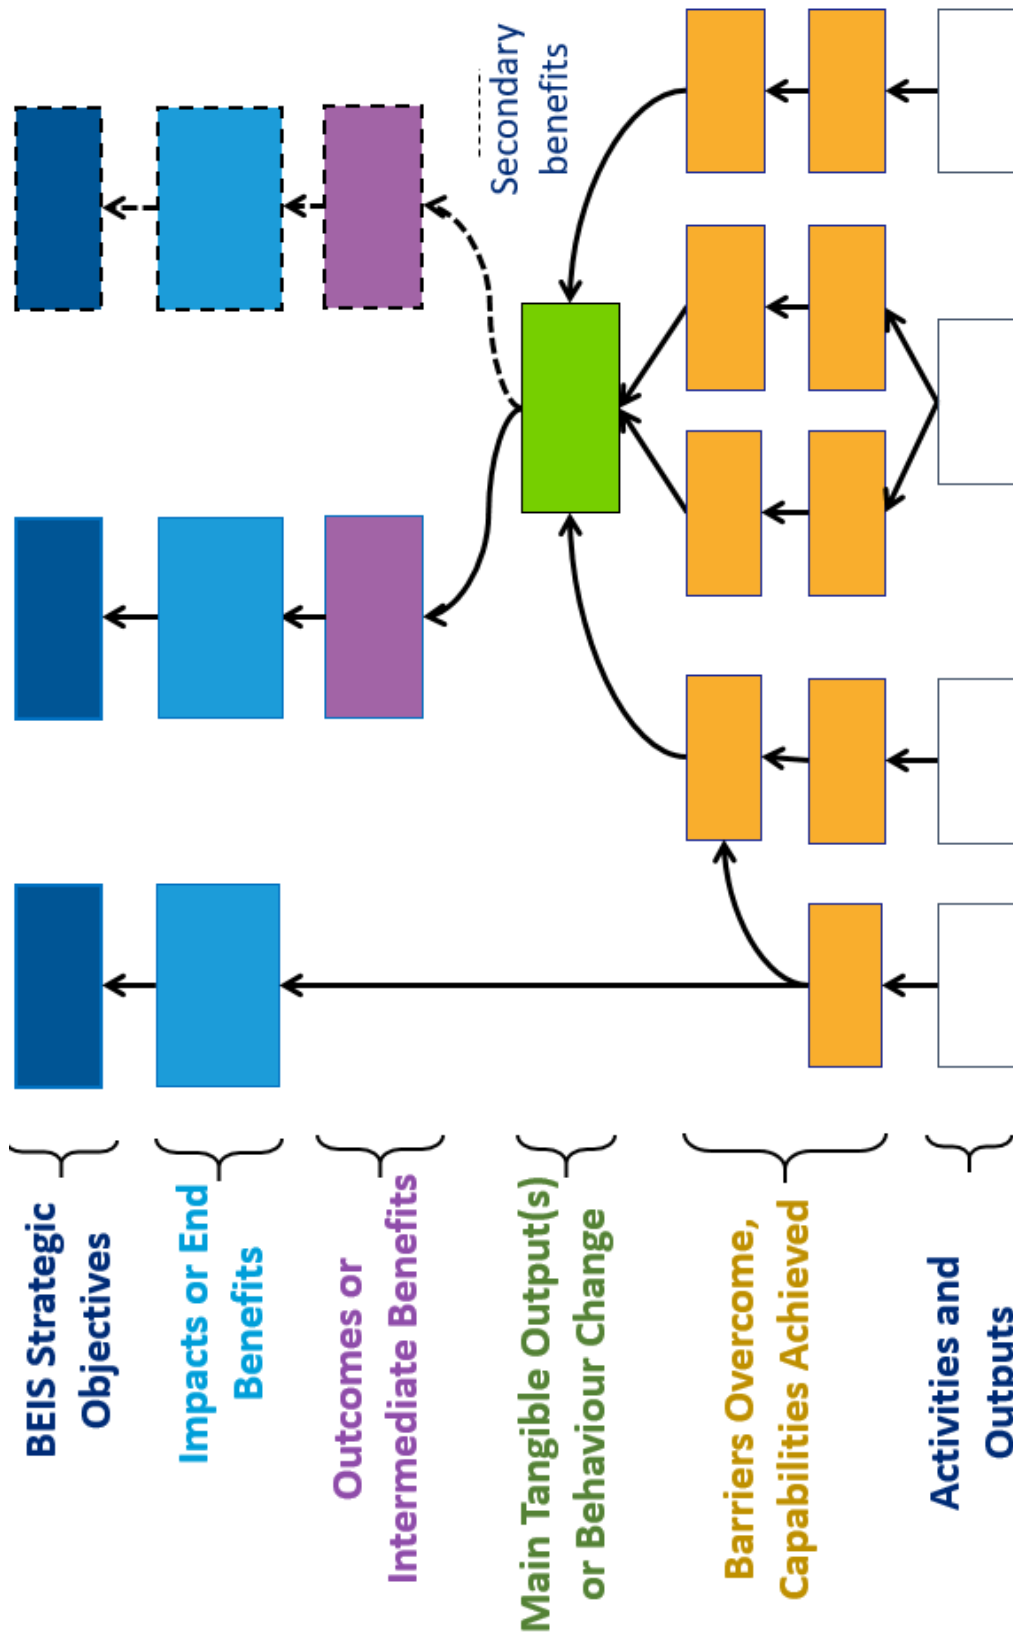 BEIS Strategic
Objectives
Impacts or End
Benefits
Outcomes or
Intermediate Benefits
Main Tangible Output(s)
or Behaviour Change
Barriers Overcome,
Capabilities Achieved
Activities and
Outputs
Secondary
benefits